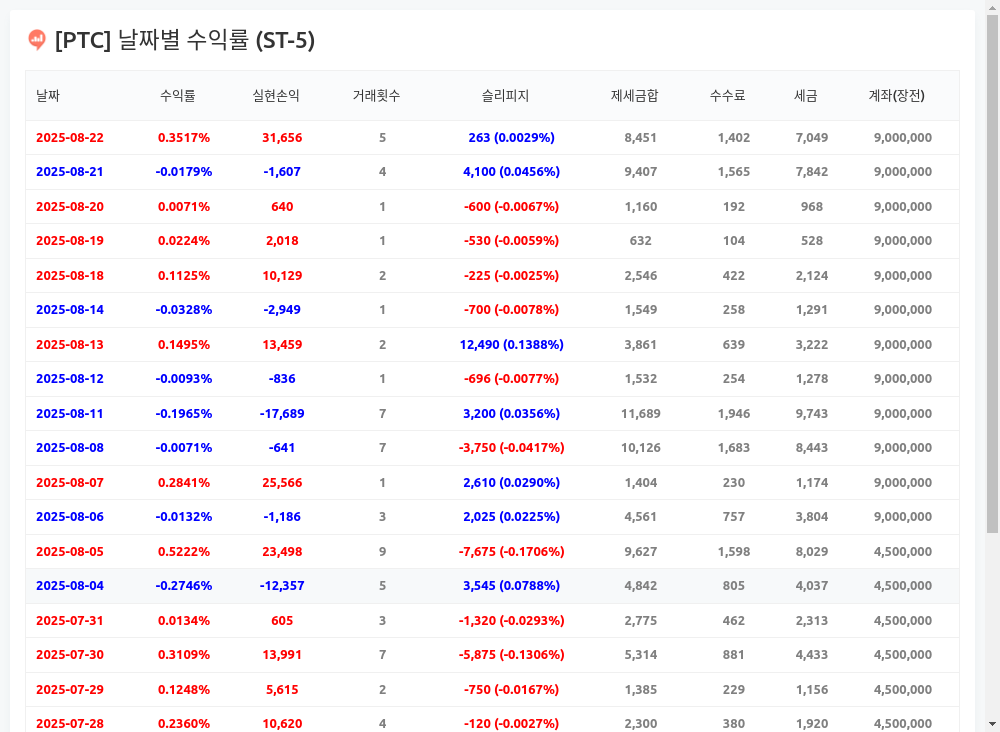 [PTC] 날짜별 수익률 (ST-5)
날짜 수익률 실현손익 거래횟수 슬리피지 제세금합 수수료 세금 계좌(장전)
2025-08-22 0.3517% 31,656 5 263 (0.0029%) 8,451 1,402 7,049 9,000,000
2025-08-21 -0.0179% -1,607 4 4,100 (0.0456%) 9,407 1,565 7,842 9,000,000
2025-08-20 0.0071% 640 1 -600 (-0.0067%) 1,160 192 968 9,000,000
2025-08-19 0.0224% 2,018 1 -530 (-0.0059%) 632 104 528 9,000,000
2025-08-18 0.1125% 10,129 2 -225 (-0.0025%) 2,546 422 2,124 9,000,000
2025-08-14 -0.0328% -2,949 1 -700 (-0.0078%) 1,549 258 1,291 9,000,000
2025-08-13 0.1495% 13,459 2 12,490 (0.1388%) 3,861 639 3,222 9,000,000
2025-08-12 -0.0093% -836 1 -696 (-0.0077%) 1,532 254 1,278 9,000,000
2025-08-11 -0.1965% -17,689 7 3,200 (0.0356%) 11,689 1,946 9,743 9,000,000
2025-08-08 -0.0071% -641 7 -3,750 (-0.0417%) 10,126 1,683 8,443 9,000,000
2025-08-07 0.2841% 25,566 1 2,610 (0.0290%) 1,404 230 1,174 9,000,000
2025-08-06 -0.0132% -1,186 3 2,025 (0.0225%) 4,561 757 3,804 9,000,000
2025-08-05 0.5222% 23,498 9 -7,675 (-0.1706%) 9,627 1,598 8,029 4,500,000
2025-08-04 -0.2746% -12,357 5 3,545 (0.0788%) 4,842 805 4,037 4,500,000
2025-07-31 0.0134% 605 3 -1,320 (-0.0293%) 2,775 462 2,313 4,500,000
2025-07-30 0.3109% 13,991 7 -5,875 (-0.1306%) 5,314 881 4,433 4,500,000
2025-07-29 0.1248% 5,615 2 -750 (-0.0167%) 1,385 229 1,156 4,500,000
2025-07-28 0.2360% 10,620 4 -120 (-0.0027%) 2,300 380 1,920 4,500,000